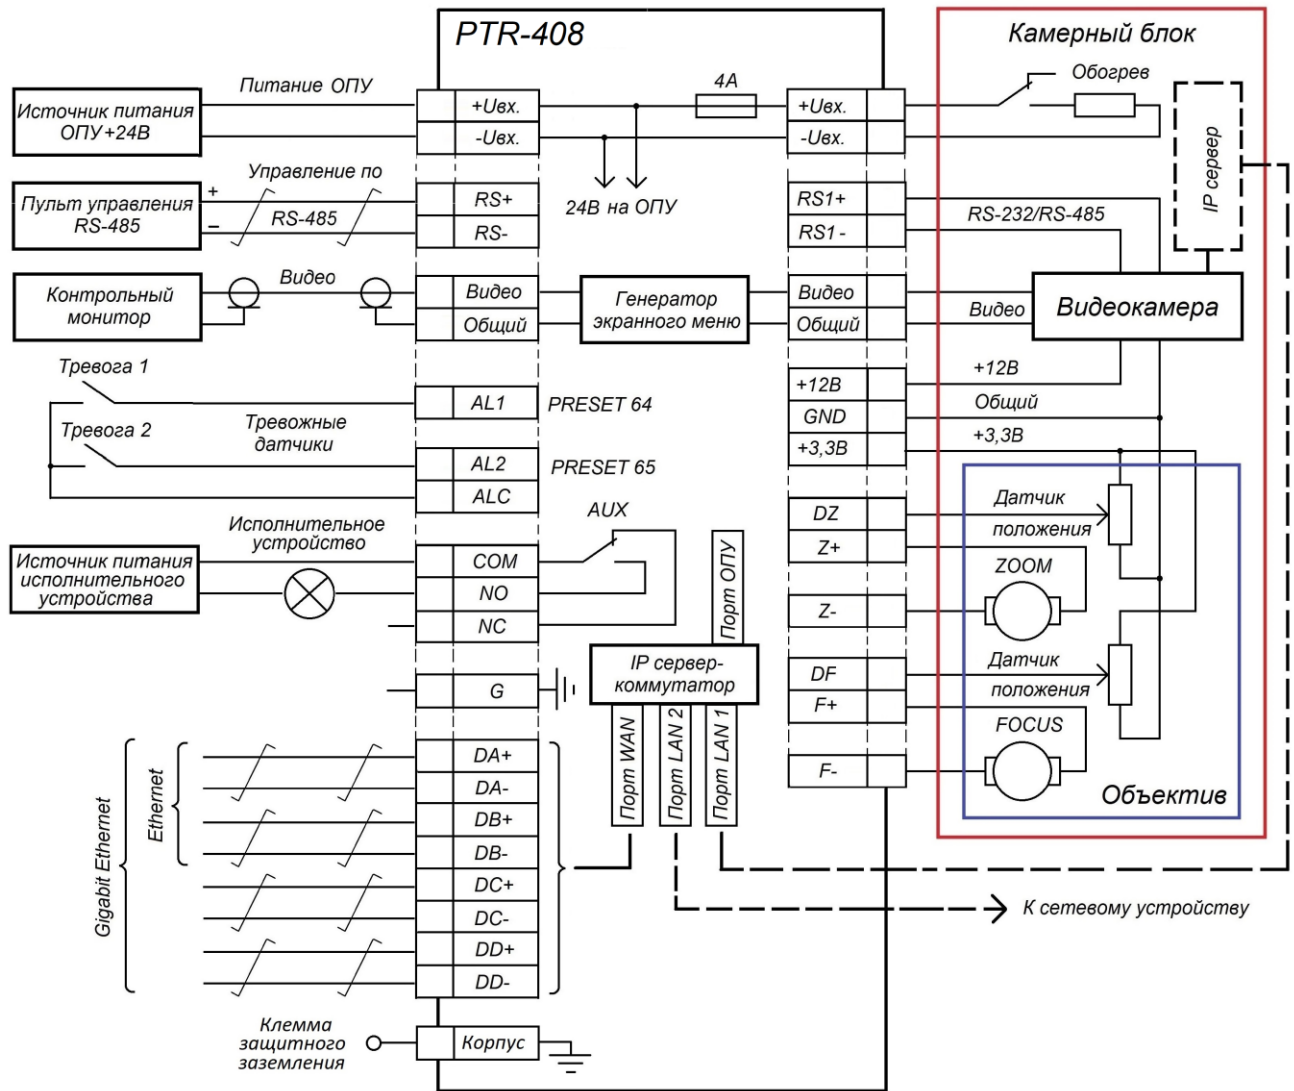 PTR-408
Камерный блок
Питание ОПУ
Источник питания
ОПУ +24В
+Uвх.
-Uвх.
4А
24В на ОПУ
+Uвх.
-Uвх.
Обогрев
IP сервер
Управление по
RS-485
Пульт управления
RS-485
+
–
RS+
RS-
RS1+
RS1-
RS-232/RS-485
Контрольный
монитор
Видео
Видео
Общий
Генератор
экранного меню
Видео
Общий
Видео
Видеокамера
Тревога 1
Тревога 2
Тревожные
датчики
AL1
PRESET 64
AL2
PRESET 65
ALC
+12В
GND
+3,3В
+12В
Общий
+3,3В
Источник питания
исполнительного
устройства
Исполнительное
устройство
COM
NO
NC
AUX
G
Порт ОПУ
IP сервер-
коммутатор
Порт WAN
Порт LAN 2
Порт LAN 1
DZ
Z+
Z-
DF
F+
F-
Датчик
положения
ZOOM
Датчик
положения
FOCUS
Объектив
Gigabit Ethernet
Ethernet
DA+
DA-
DB+
DB-
DC+
DC-
DD+
DD-
К сетевому устройству
Клемма
защитного
заземления
Корпус